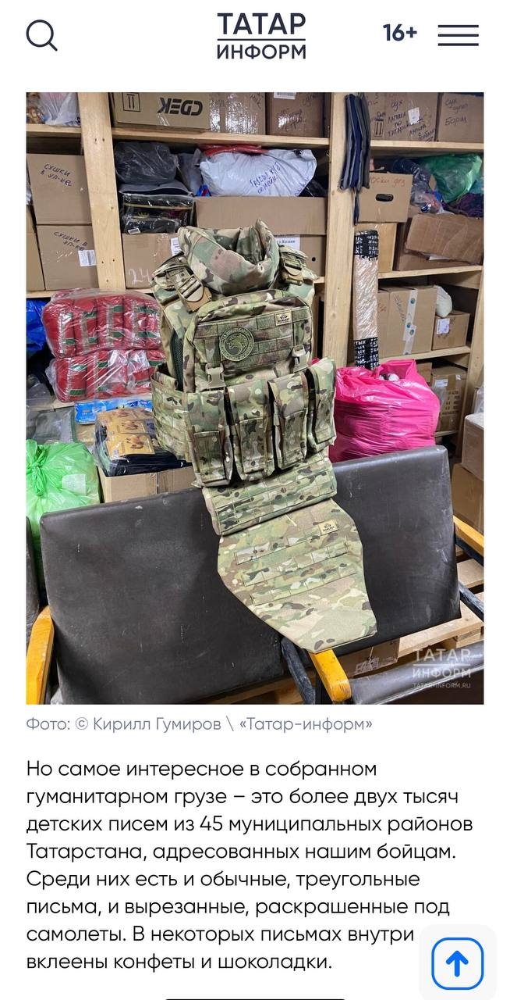 ТАТАР
ИНФОРМ
16+
CDEK
СУШКИ
В УП-КЕ
СУШКИ В
УП-КЕ
Борщ
24
ТАТАР
ИНФОРМ
TATAR-INFORM.RU
Фото: © Кирилл Гумиров \ «Татар-информ»
Но самое интересное в собранном
гуманитарном грузе – это более двух тысяч
детских писем из 45 муниципальных районов
Татарстана, адресованных нашим бойцам.
Среди них есть и обычные, треугольные
письма, и вырезанные, раскрашенные под
самолеты. В некоторых письмах внутри
вклеены конфеты и шоколадки.